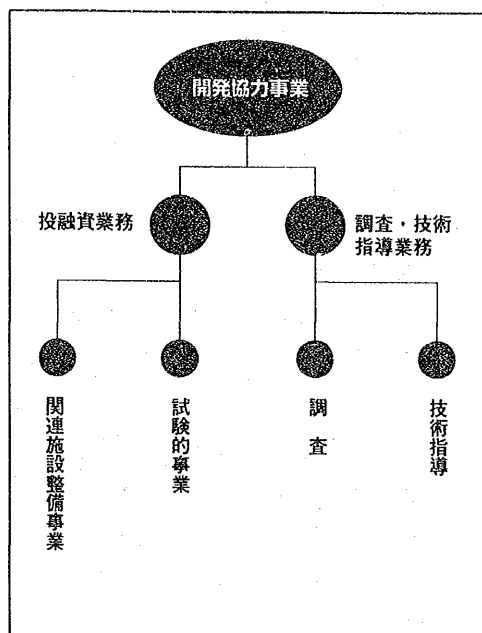 開発協力事業
投融資業務
調査・技術
指導業務
関連施設整備事業
試験的事業
調査
技術指導